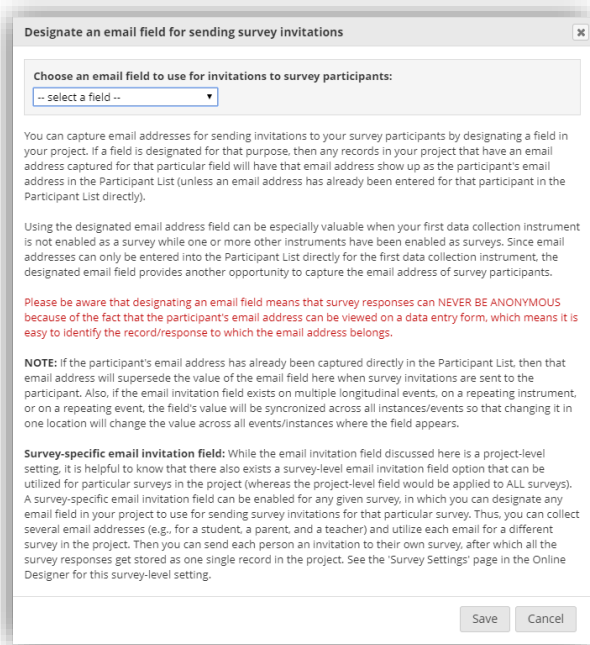 Designate an email field for sending survey invitations
Choose an email field to use for invitations to survey participants:
-- select a field --
You can capture email addresses for sending invitations to your survey participants by designating a field in
your project. If a field is designated for that purpose, then any records in your project that have an email
address captured for that particular field will have that email address show up as the participant's email
address in the Participant List (unless an email address has already been entered for that participant in the
Participant List directly).
Using the designated email address field can be especially valuable when your first data collection instrument
is not enabled as a survey while one or more other instruments have been enabled as surveys. Since email
addresses can only be entered into the Participant List directly for the first data collection instrument, the
designated email field provides another opportunity to capture the email address of survey participants.
Please be aware that designating an email field means that survey responses can NEVER BE ANONYMOUS
because of the fact that the participant's email address can be viewed on a data entry form, which means it is
easy to identify the record/response to which the email address belongs.
NOTE: If the participant's email address has already been captured directly in the Participant List, then that
email address will supersede the value of the email field here when survey invitations are sent to the
participant. Also, if the email invitation field exists on multiple longitudinal events, on a repeating instrument,
or on a repeating event, the field's value will be syncronized across all instances/events so that changing it in
one location will change the value across all events/instances where the field appears.
Survey-specific email invitation field: While the email invitation field discussed here is a project-level
setting, it is helpful to know that there also exists a survey-level email invitation field option that can be
utilized for particular surveys in the project (whereas the project-level field would be applied to ALL surveys).
A survey-specific email invitation field can be enabled for any given survey, in which you can designate any
email field in your project to use for sending survey invitations for that particular survey. Thus, you can collect
several email addresses (e.g., for a student, a parent, and a teacher) and utilize each email for a different
survey in the project. Then you can send each person an invitation to their own survey, after which all the
survey responses get stored as one single record in the project. See the 'Survey Settings' page in the Online
Designer for this survey-level setting.
Save Cancel